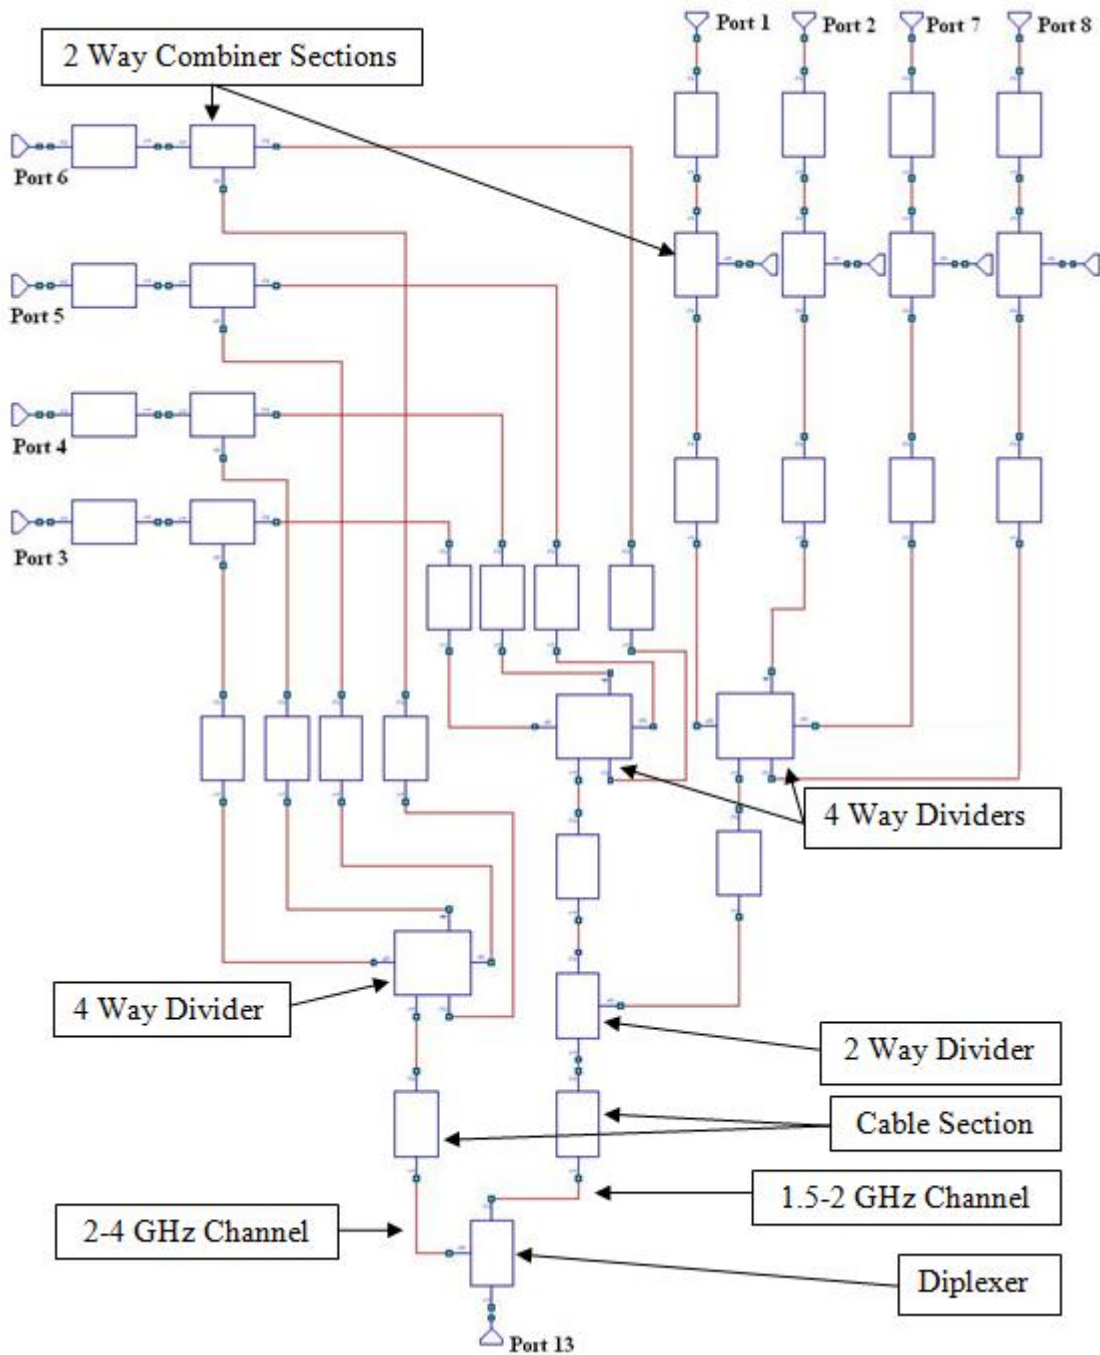 Port 1
Port 2
Port 7
Port 8
2 Way Combiner Sections
Port 6
Port 5
Port 4
Port 3
4 Way Dividers
4 Way Divider
2 Way Divider
Cable Section
1.5-2 GHz Channel
2-4 GHz Channel
Diplexer
Port 13